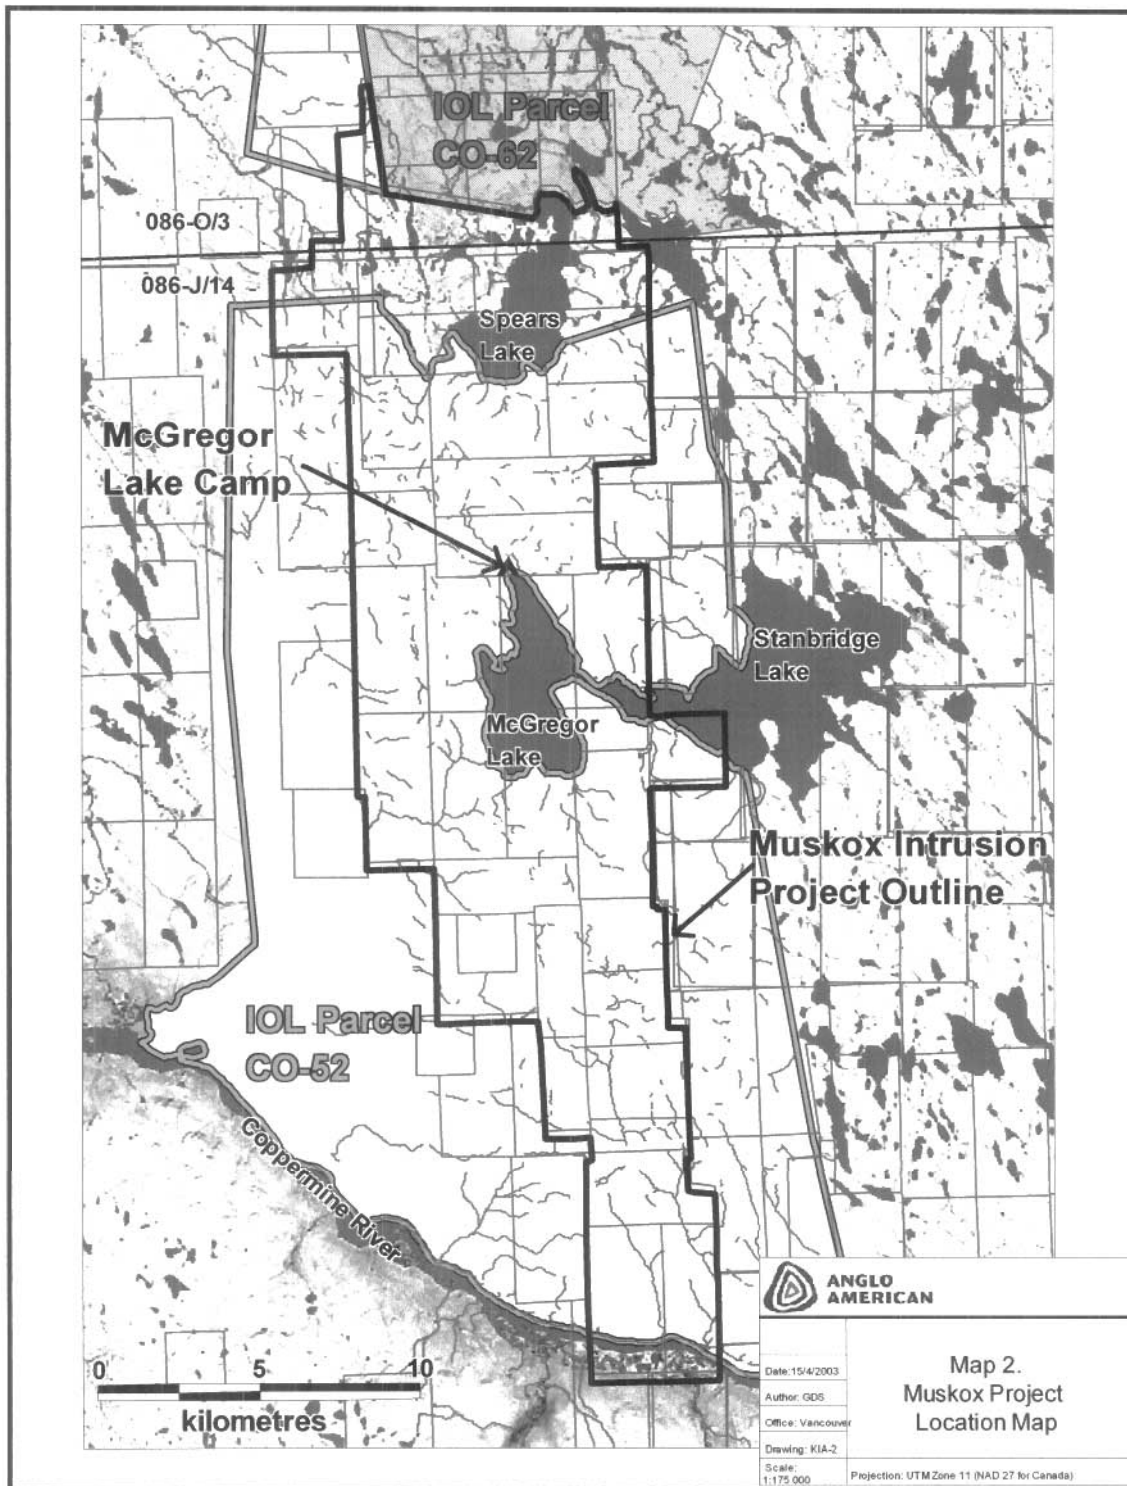 IOL Parcel
CO-62
086-O/3
086-J/14
Spears
Lake
McGregor
Lake Camp
Stanbridge
Lake
McGregor
Lake
Muskox Intrusion
Project Outline
IOL Parcel
CO-52
Coppermine River
0 5 10
kilometres
ANGLO
AMERICAN
Date:15/4/2003
Author: GDS
Office: Vancouver
Drawing: KIA-2
Scale:
1:175 000
Map 2.
Muskox Project
Location Map
Projection: UTM Zone 11 (NAD 27 for Canada)